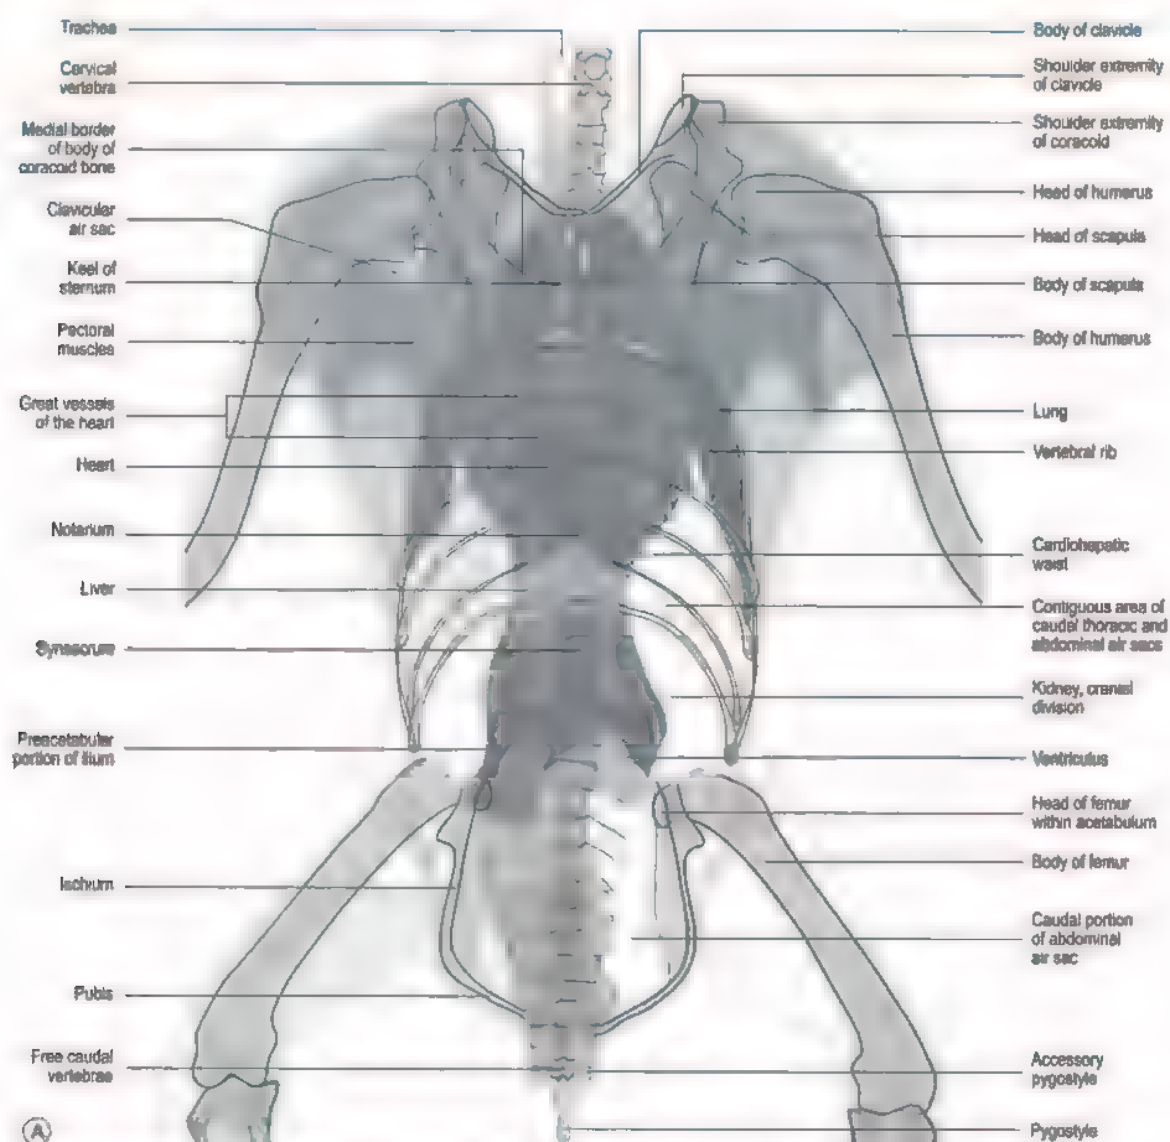 Trachea
Cervical
vertebra
Medial border
of body of
coracoid bone
Clavicular
air sac
Keel of
sternum
Pectoral
muscles
Great vessels
of the heart
Heart
Notarium
Liver
Synsacrum
Preacetabular
portion of ilium
Ischium
Pubis
Free caudal
vertebrae
A
Body of clavicle
Shoulder extremity
of clavicle
Shoulder extremity
of coracoid
Head of humerus
Head of scapula
Body of scapula
Body of humerus
Lung
Vertebral rib
Cardiohepatic
waist
Contiguous area of
caudal thoracic and
abdominal air sacs
Kidney, cranial
division
Ventriculus
Head of femur
within acetabulum
Body of femur
Caudal portion
of abdominal
air sac
Accessory
pygostyle
Pygostyle